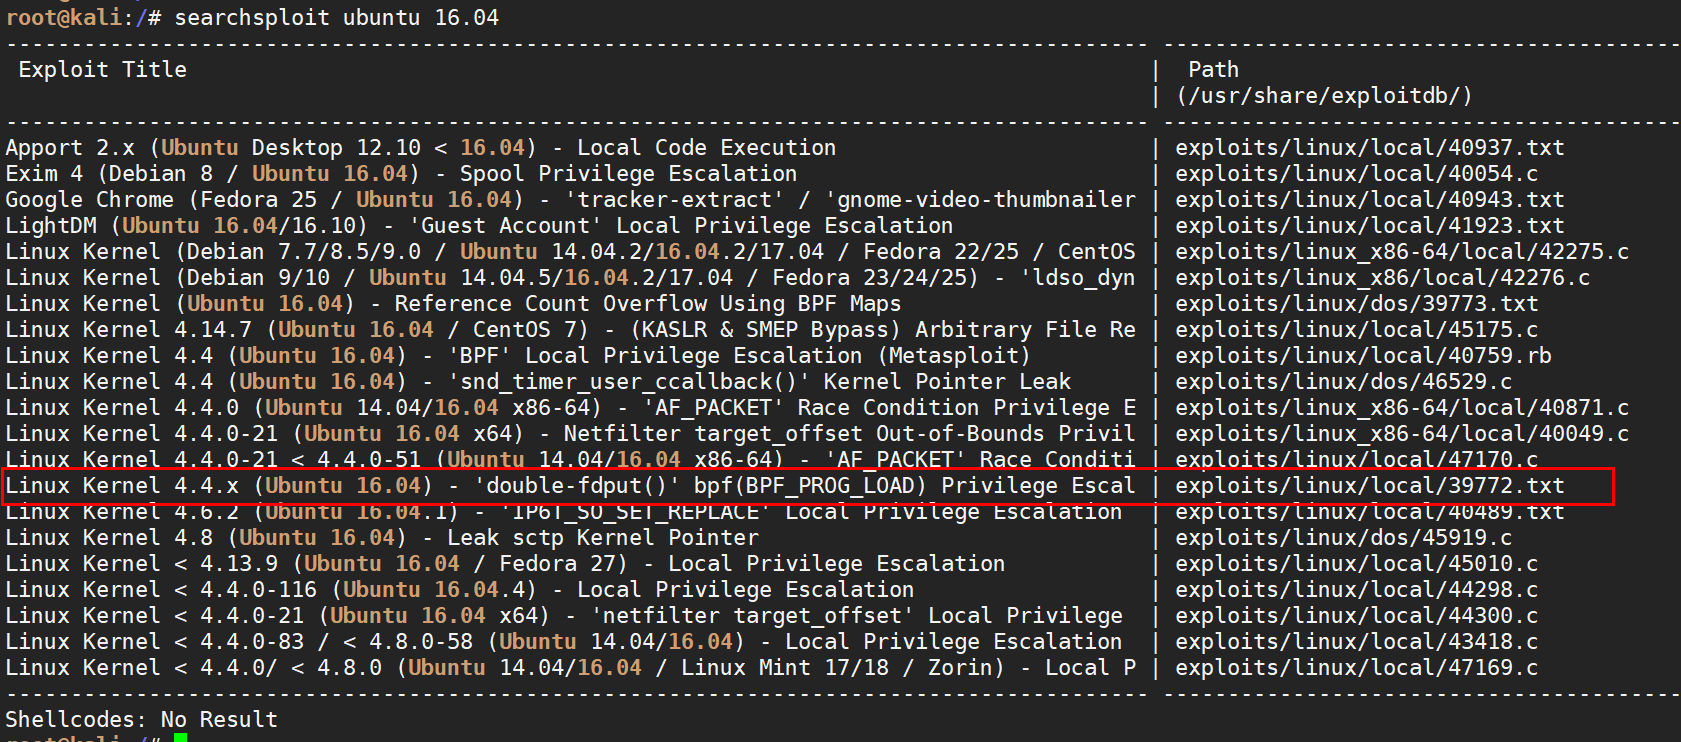 root@kali:/# searchsploit ubuntu 16.04
---------------------------------------------------------------------------------------- ----------------------------------------
Exploit Title | Path
| (/usr/share/exploitdb/)
---------------------------------------------------------------------------------------- ----------------------------------------
Apport 2.x (Ubuntu Desktop 12.10 < 16.04) - Local Code Execution | exploits/linux/local/40937.txt
Exim 4 (Debian 8 / Ubuntu 16.04) - Spool Privilege Escalation | exploits/linux/local/40054.c
Google Chrome (Fedora 25 / Ubuntu 16.04) - 'tracker-extract' / 'gnome-video-thumbnailer | exploits/linux/local/40943.txt
LightDM (Ubuntu 16.04/16.10) - 'Guest Account' Local Privilege Escalation | exploits/linux/local/41923.txt
Linux Kernel (Debian 7.7/8.5/9.0 / Ubuntu 14.04.2/16.04.2/17.04 / Fedora 22/25 / CentOS | exploits/linux_x86-64/local/42275.c
Linux Kernel (Debian 9/10 / Ubuntu 14.04.5/16.04.2/17.04 / Fedora 23/24/25) - 'ldso_dyn | exploits/linux_x86/local/42276.c
Linux Kernel (Ubuntu 16.04) - Reference Count Overflow Using BPF Maps | exploits/linux/dos/39773.txt
Linux Kernel 4.14.7 (Ubuntu 16.04 / CentOS 7) - (KASLR & SMEP Bypass) Arbitrary File Re | exploits/linux/local/45175.c
Linux Kernel 4.4 (Ubuntu 16.04) - 'BPF' Local Privilege Escalation (Metasploit) | exploits/linux/local/40759.rb
Linux Kernel 4.4 (Ubuntu 16.04) - 'snd_timer_user_ccallback()' Kernel Pointer Leak | exploits/linux/dos/46529.c
Linux Kernel 4.4.0 (Ubuntu 14.04/16.04 x86-64) - 'AF_PACKET' Race Condition Privilege E | exploits/linux_x86-64/local/40871.c
Linux Kernel 4.4.0-21 (Ubuntu 16.04 x64) - Netfilter target_offset Out-of-Bounds Privil | exploits/linux_x86-64/local/40049.c
Linux Kernel 4.4.0-21 < 4.4.0-51 (Ubuntu 14.04/16.04 x86-64) - 'AF_PACKET' Race Conditi | exploits/linux/local/47170.c
Linux Kernel 4.4.x (Ubuntu 16.04) - 'double-fdput()' bpf(BPF_PROG_LOAD) Privilege Escal | exploits/linux/local/39772.txt
Linux Kernel 4.6.2 (Ubuntu 16.04.1) - 'IP6T_SO_SET_REPLACE' Local Privilege Escalation | exploits/linux/local/40489.txt
Linux Kernel 4.8 (Ubuntu 16.04) - Leak sctp Kernel Pointer | exploits/linux/dos/45919.c
Linux Kernel < 4.13.9 (Ubuntu 16.04 / Fedora 27) - Local Privilege Escalation | exploits/linux/local/45010.c
Linux Kernel < 4.4.0-116 (Ubuntu 16.04.4) - Local Privilege Escalation | exploits/linux/local/44298.c
Linux Kernel < 4.4.0-21 (Ubuntu 16.04 x64) - 'netfilter target_offset' Local Privilege | exploits/linux/local/44300.c
Linux Kernel < 4.4.0-83 / < 4.8.0-58 (Ubuntu 14.04/16.04) - Local Privilege Escalation | exploits/linux/local/43418.c
Linux Kernel < 4.4.0/ < 4.8.0 (Ubuntu 14.04/16.04 / Linux Mint 17/18 / Zorin) - Local P | exploits/linux/local/47169.c
---------------------------------------------------------------------------------------- ----------------------------------------
Shellcodes: No Result
root@kali:/#